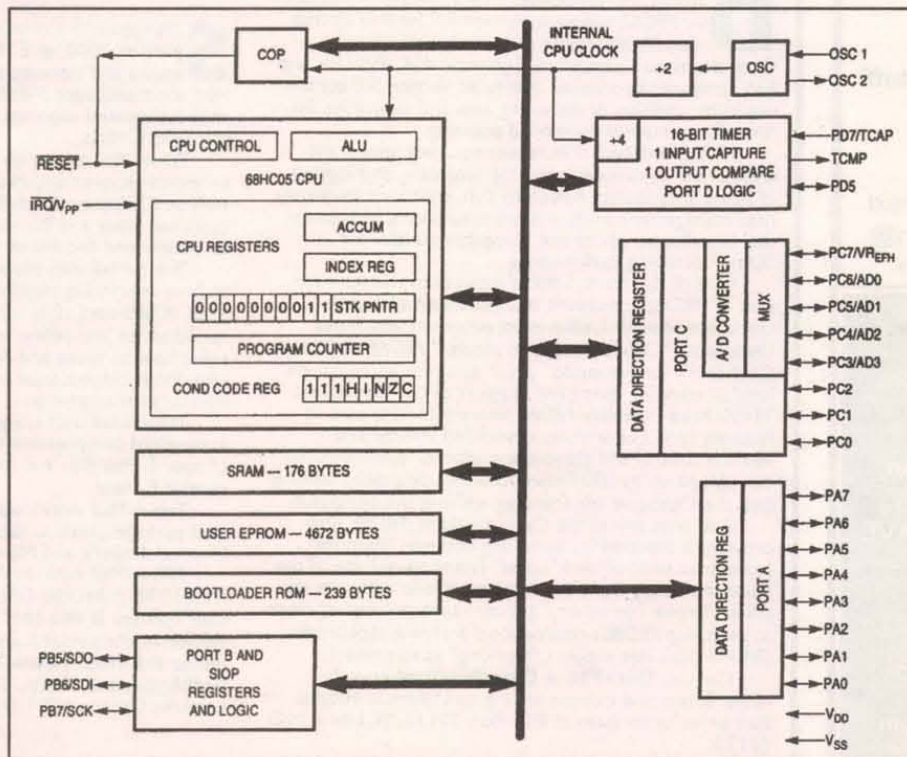 COP
INTERNAL
CPU CLOCK
÷2
OSC
OSC 1
OSC 2
CPU CONTROL
ALU
68HC05 CPU
RESET
IRQ/VPP
CPU REGISTERS
ACCUM
INDEX REG
0 0 0 0 0 0 0 0 1 1 STK PNTR
PROGRAM COUNTER
COND CODE REG
1 1 1 H I N Z C
÷4
16-BIT TIMER
1 INPUT CAPTURE
1 OUTPUT COMPARE
PORT D LOGIC
PD7/TCAP
TCMP
PD5
DATA DIRECTION REGISTER
PORT C
A/D CONVERTER
MUX
PC7/VREFH
PC6/AD0
PC5/AD1
PC4/AD2
PC3/AD3
PC2
PC1
PC0
SRAM — 176 BYTES
USER EPROM — 4672 BYTES
BOOTLOADER ROM — 239 BYTES
PORT B AND
SIOP
REGISTERS
AND LOGIC
PB5/SDO
PB6/SDI
PB7/SCK
DATA DIRECTION REG
PORT A
PA7
PA6
PA5
PA4
PA3
PA2
PA1
PA0
VDD
VSS